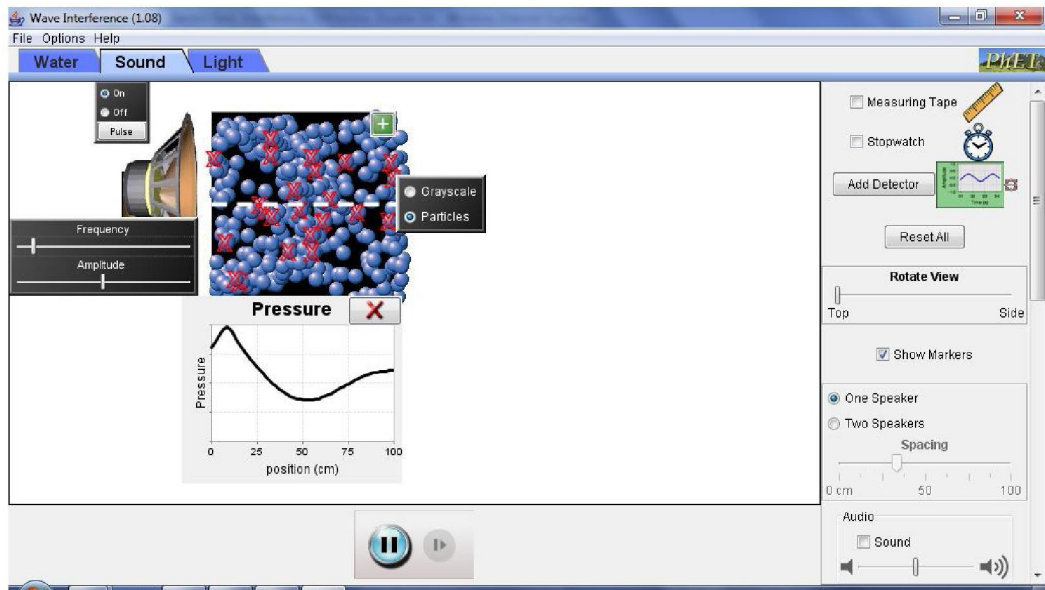 Wave Interference (1.08)
File Options Help
Water Sound Light
PhET
On
Off
Pulse
Frequency
Amplitude
Grayscale
Particles
Pressure
Pressure
0 25 50 75 100
position (cm)
Measuring Tape
Stopwatch
Add Detector
Reset All
Rotate View
Top Side
Show Markers
One Speaker
Two Speakers
Spacing
0 cm 50 100
Audio
Sound